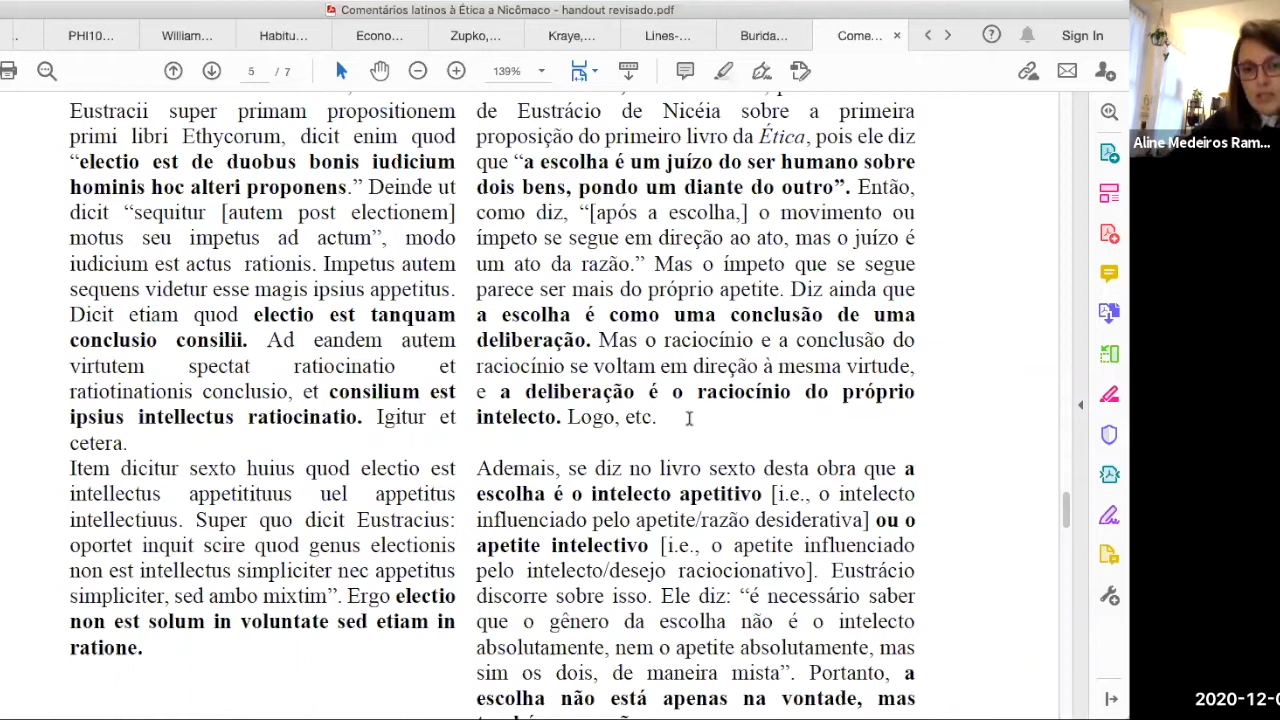 Comentários latinos à Ética a Nicômaco - handout revisado.pdf
PHI10...
William...
Habitu...
Econo...
Zupko,...
Kraye,...
Lines-...
Burida...
Come...
Sign In
5 / 7
139%
Eustracii super primam propositionem
primi libri Ethycorum, dicit enim quod
“electio est de duobus bonis iudicium
hominis hoc alteri proponens.” Deinde ut
dicit “sequitur [autem post electionem]
motus seu impetus ad actum”, modo
iudicium est actus rationis. Impetus autem
sequens videtur esse magis ipsius appetitus.
Dicit etiam quod electio est tanquam
conclusio consilii. Ad eandem autem
virtutem spectat ratiocinatio et
ratiotinationis conclusio, et consilium est
ipsius intellectus ratiocinatio. Igitur et
cetera.
Item dicitur sexto huius quod electio est
intellectus appetitituus uel appetitus
intellectiuus. Super quo dicit Eustracius:
oportet inquit scire quod genus electionis
non est intellectus simpliciter nec appetitus
simpliciter, sed ambo mixtim”. Ergo electio
non est solum in voluntate sed etiam in
ratione.
de Eustrácio de Nicéia sobre a primeira
proposição do primeiro livro da Ética, pois ele diz
que “a escolha é um juízo do ser humano sobre
dois bens, pondo um diante do outro”. Então,
como diz, “[após a escolha,] o movimento ou
ímpeto se segue em direção ao ato, mas o juízo é
um ato da razão.” Mas o ímpeto que se segue
parece ser mais do próprio apetite. Diz ainda que
a escolha é como uma conclusão de uma
deliberação. Mas o raciocínio e a conclusão do
raciocínio se voltam em direção à mesma virtude,
e a deliberação é o raciocínio do próprio
intelecto. Logo, etc.
Ademais, se diz no livro sexto desta obra que a
escolha é o intelecto apetitivo [i.e., o intelecto
influenciado pelo apetite/razão desiderativa] ou o
apetite intelectivo [i.e., o apetite influenciado
pelo intelecto/desejo raciocionativo]. Eustrácio
discorre sobre isso. Ele diz: “é necessário saber
que o gênero da escolha não é o intelecto
absolutamente, nem o apetite absolutamente, mas
sim os dois, de maneira mista”. Portanto, a
escolha não está apenas na vontade, mas
Aline Medeiros Ram...
2020-12-0